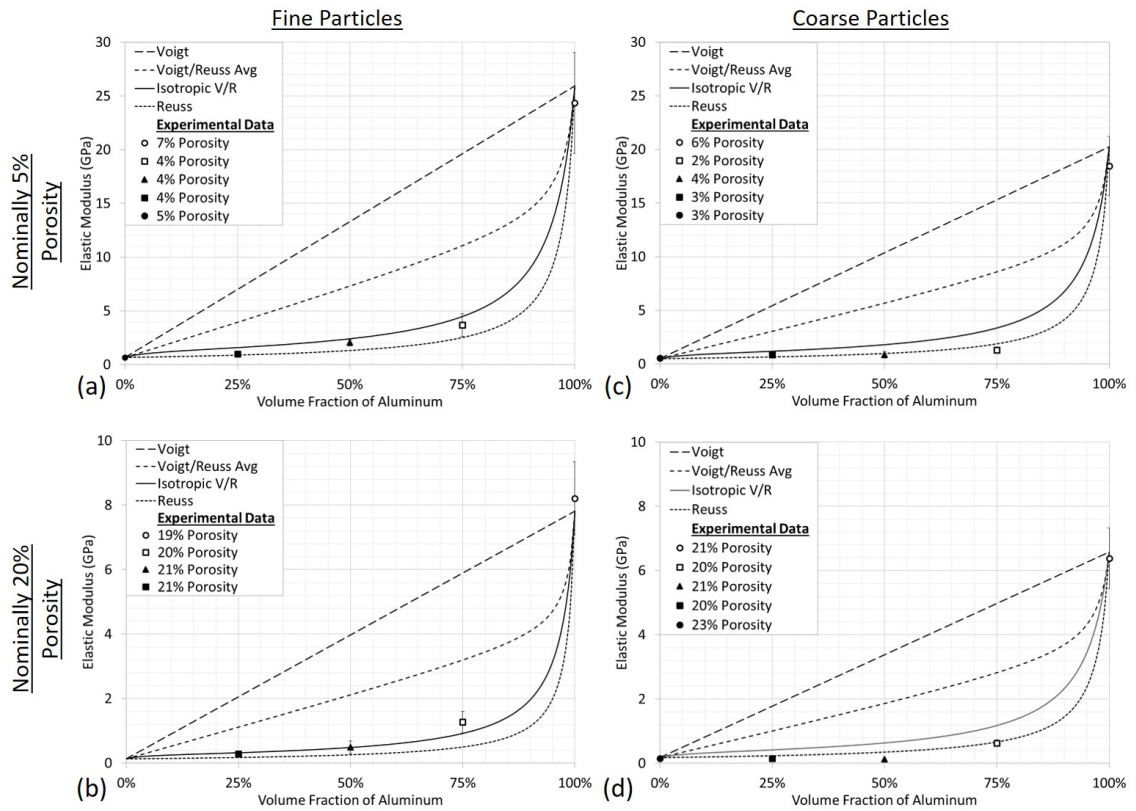 Fine Particles
Coarse Particles
Nominally 5%
Porosity
Nominally 20%
Porosity
30
25
20
15
10
5
0
Elastic Modulus (GPa)
Voigt
Voigt/Reuss Avg
Isotropic V/R
Reuss
Experimental Data
7% Porosity
4% Porosity
4% Porosity
4% Porosity
5% Porosity
(a)
0%
25%
50%
75%
100%
Volume Fraction of Aluminum
30
25
20
15
10
5
0
Elastic Modulus (GPa)
Voigt
Voigt/Reuss Avg
Isotropic V/R
Reuss
Experimental Data
6% Porosity
2% Porosity
4% Porosity
3% Porosity
3% Porosity
(c)
0%
25%
50%
75%
100%
Volume Fraction of Aluminum
10
8
6
4
2
0
Elastic Modulus (GPa)
Voigt
Voigt/Reuss Avg
Isotropic V/R
Reuss
Experimental Data
19% Porosity
20% Porosity
21% Porosity
21% Porosity
(b)
0%
25%
50%
75%
100%
Volume Fraction of Aluminum
10
8
6
4
2
0
Elastic Modulus (GPa)
Voigt
Voigt/Reuss Avg
Isotropic V/R
Reuss
Experimental Data
21% Porosity
20% Porosity
21% Porosity
20% Porosity
23% Porosity
(d)
0%
25%
50%
75%
100%
Volume Fraction of Aluminum